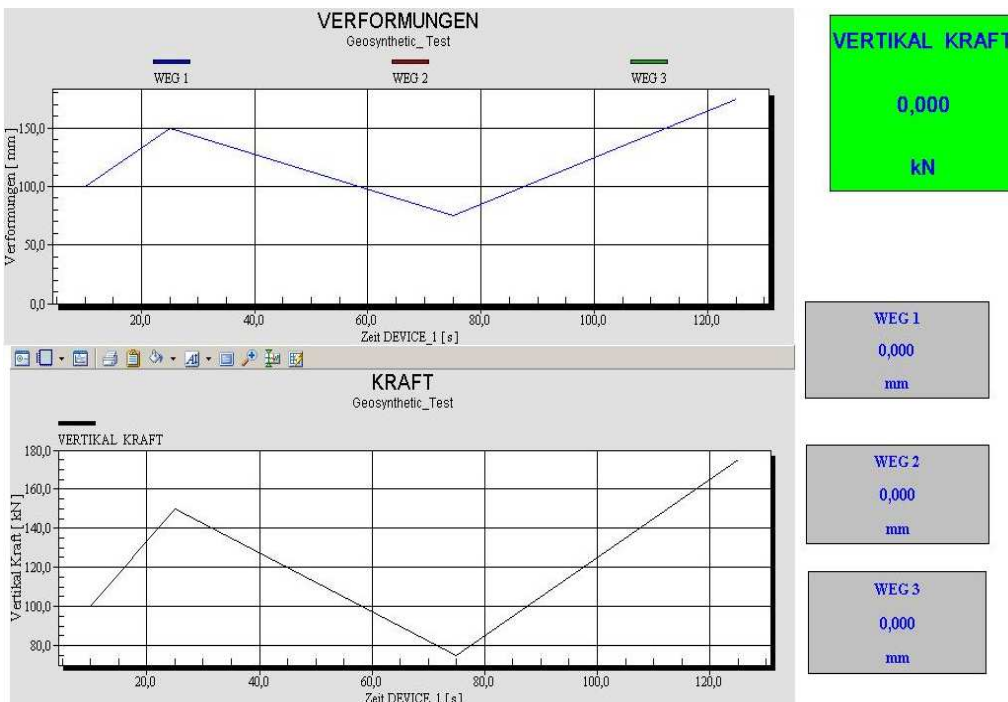 VERFORMUNGEN
Geosynthetic_Test
WEG 1 WEG 2 WEG 3
Verformungen [ mm ]
150,0
100,0
50,0
0,0
20,0 40,0 60,0 80,0 100,0 120,0
Zeit DEVICE_1 [ s ]
KRAFT
Geosynthetic_Test
VERTIKAL KRAFT
Vertikal Kraft [ kN ]
180,0
160,0
140,0
120,0
100,0
80,0
20,0 40,0 60,0 80,0 100,0 120,0
Zeit DEVICE_1 [ s ]
VERTIKAL KRAFT
0,000
kN
WEG 1
0,000
mm
WEG 2
0,000
mm
WEG 3
0,000
mm